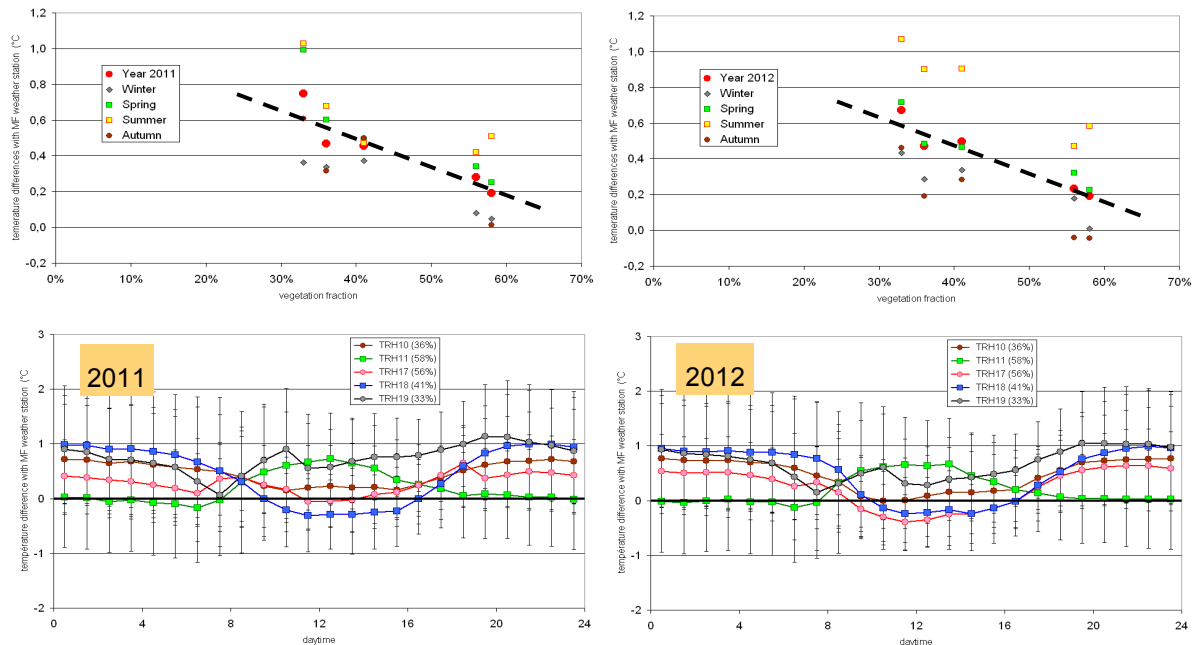 temerature differences with MF weather station (°C
1,2
1,0
0,8
0,6
0,4
0,2
0,0
-0,2
Year 2011
Winter
Spring
Summer
Autumn
0% 10% 20% 30% 40% 50% 60% 70%
vegetation fraction
temerature differences with MF weather station (°C
1,2
1,0
0,8
0,6
0,4
0,2
0,0
-0,2
Year 2012
Winter
Spring
Summer
Autumn
0% 10% 20% 30% 40% 50% 60% 70%
vegetation fraction
température difference with MF weather station (°C
3
2
1
0
-1
-2
2011
TRH10 (36%)
TRH11 (58%)
TRH17 (56%)
TRH18 (41%)
TRH19 (33%)
0 4 8 12 16 20 24
daytime
température difference with MF weather station (°C
3
2
1
0
-1
-2
2012
TRH10 (36%)
TRH11 (58%)
TRH17 (56%)
TRH18 (41%)
TRH19 (33%)
0 4 8 12 16 20 24
daytime